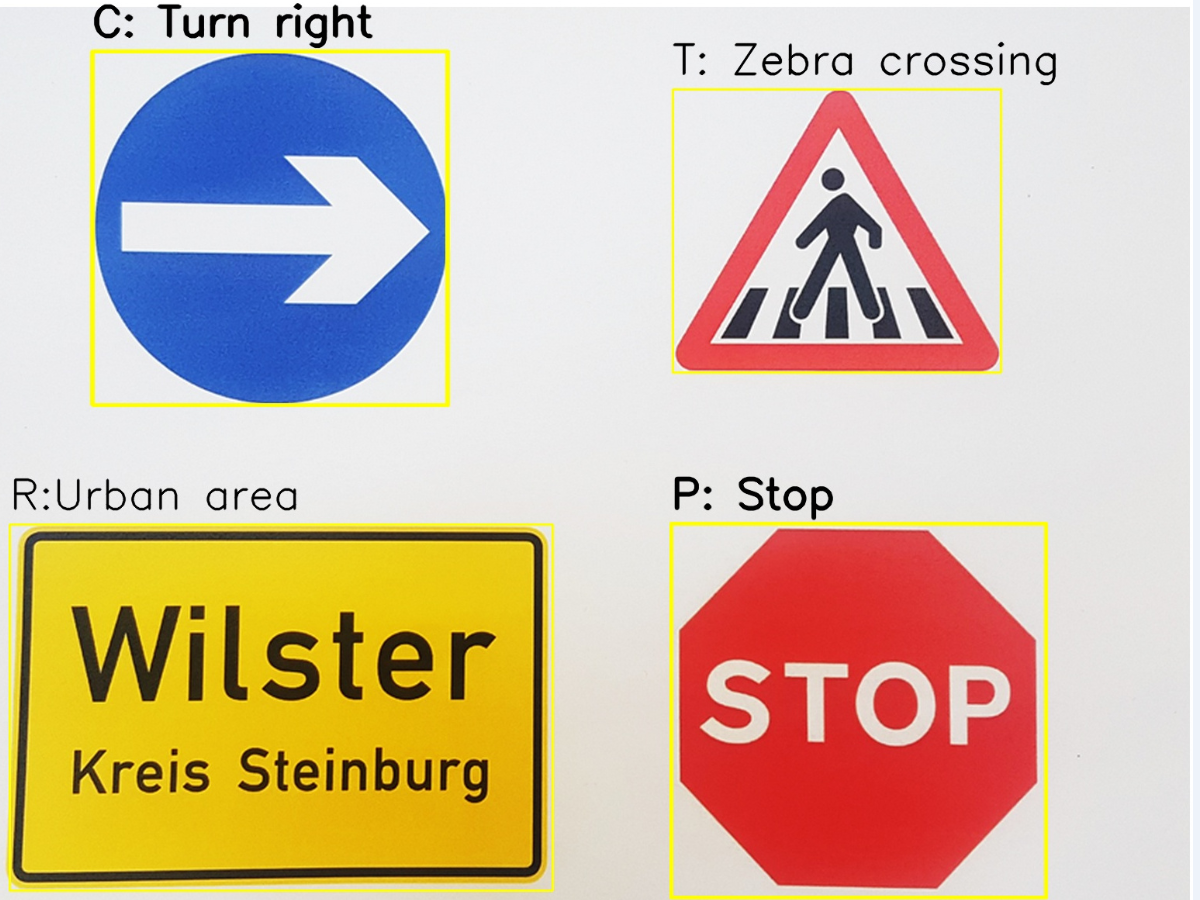 C: Turn right
T: Zebra crossing
R:Urban area
Wilster
Kreis Steinburg
P: Stop
STOP